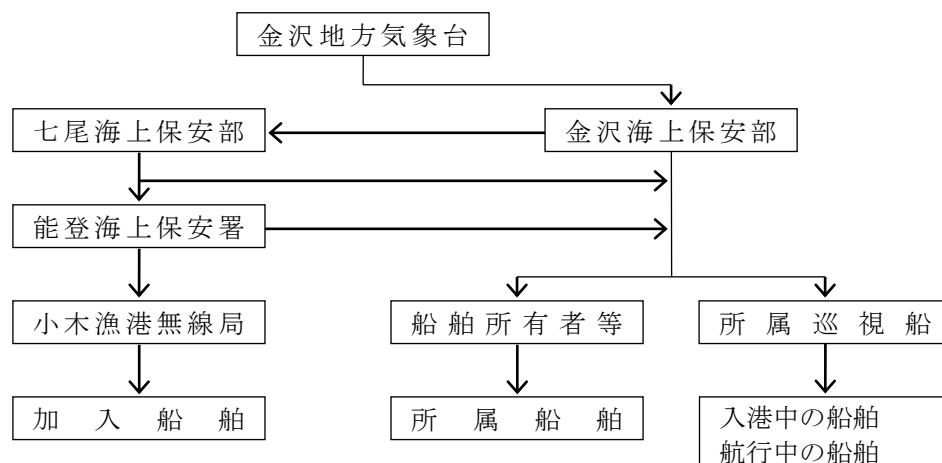 金沢地方気象台
七尾海上保安部
金沢海上保安部
能登海上保安署
小木漁港無線局
船舶所有者等
所属巡視船
加入船舶
所属船舶
入港中の船舶
航行中の船舶